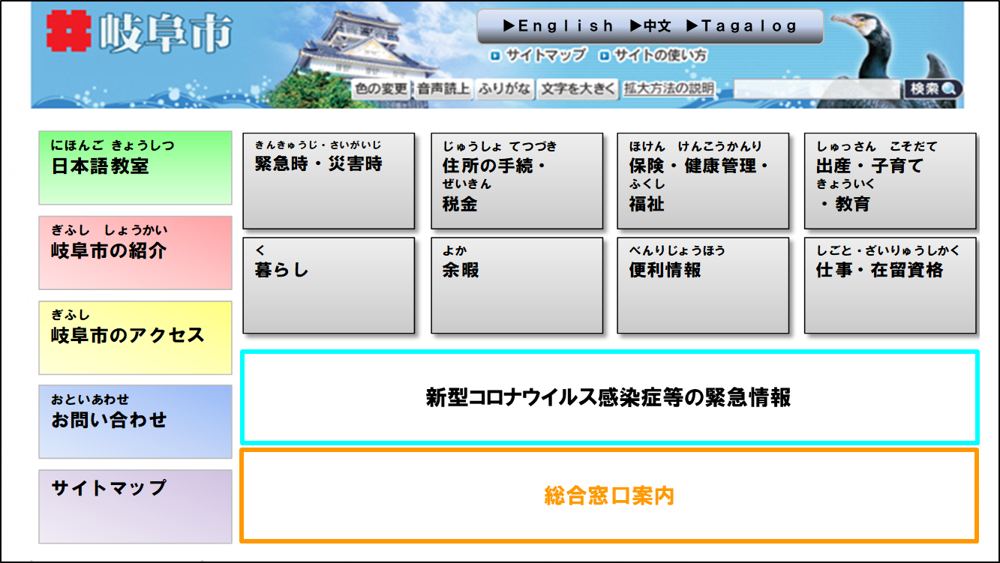 岐阜市
▶English ▶中文 ▶Tagalog
サイトマップ サイトの使い方
色の変更 音声読上 ふりがな 文字を大きく 拡大方法の説明 検索
にほんご きょうしつ
日本語教室
ぎふし しょうかい
岐阜市の紹介
ぎふし
岐阜市のアクセス
おといあわせ
お問い合わせ
サイトマップ
きんきゅうじ・さいがいじ
緊急時・災害時
じゅうしょ てつづき
住所の手続・
ぜいきん
税金
ほけん けんこうかんり
保険・健康管理・
ふくし
福祉
しゅっさん こそだて
出産・子育て
きょういく
・教育
く
暮らし
よか
余暇
べんりじょうほう
便利情報
しごと・ざいりゅうしかく
仕事・在留資格
新型コロナウイルス感染症等の緊急情報
総合窓口案内